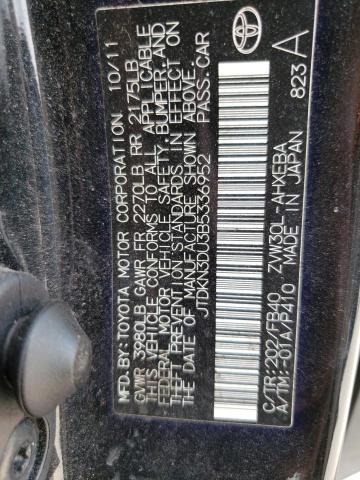 MFD.BY:TOYOTA MOTOR CORPORATION 10/11
GVWR 3980LB GAWR FR 2270LB RR 2175LB
THIS VEHICLE CONFORMS TO ALL APPLICABLE
FEDERAL MOTOR VEHICLE SAFETY, BUMPER, AND
THEFT PREVENTION STANDARDS IN EFFECT ON
THE DATE OF MANUFACTURE SHOWN ABOVE.
JTDKN3DU3B5336952 PASS.CAR
C/TR:202/FB40 ZVW30L-AHXEBA
A/TM:-01A/P410 MADE IN JAPAN
823 A
TOYOTA